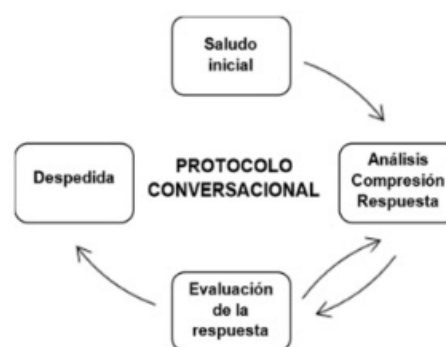 Saludo
inicial
PROTOCOLO
CONVERSACIONAL
Análisis
Compresión
Respuesta
Despedida
Evaluación
de la
respuesta